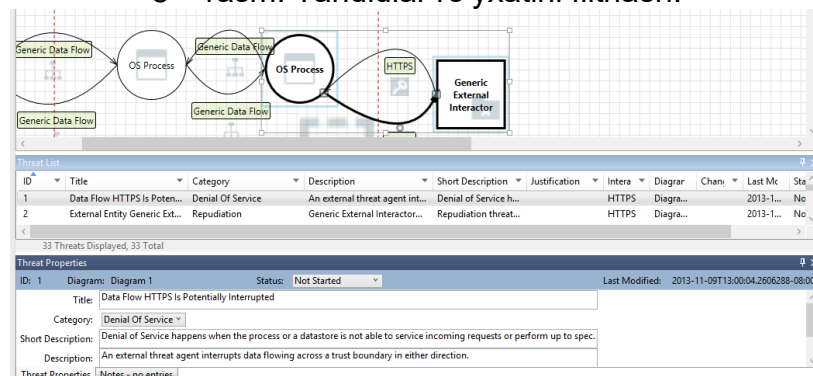 Generic Data Flow
OS Process
Generic Data Flow
OS Process
HTTPS
Generic
External
Interactor
Generic Data Flow
Generic Data Flow
Threat List
ID Title Category Description Short Description Justification Intera Diagrar Chang Last Mc Sta
1 Data Flow HTTPS Is Poten... Denial Of Service An external threat agent int... Denial of Service h... HTTPS Diagra... 2013-1... No
2 External Entity Generic Ext... Repudiation Generic External Interactor... Repudiation threat... HTTPS Diagra... 2013-1... No
33 Threats Displayed, 33 Total
Threat Properties
ID: 1 Diagram: Diagram 1 Status: Not Started Last Modified: 2013-11-09T13:00:04.2606288-08:00
Title: Data Flow HTTPS Is Potentially Interrupted
Category: Denial Of Service
Short Description: Denial of Service happens when the process or a datastore is not able to service incoming requests or perform up to spec.
Description: An external threat agent interrupts data flowing across a trust boundary in either direction.
Threat Properties Notes - no entries